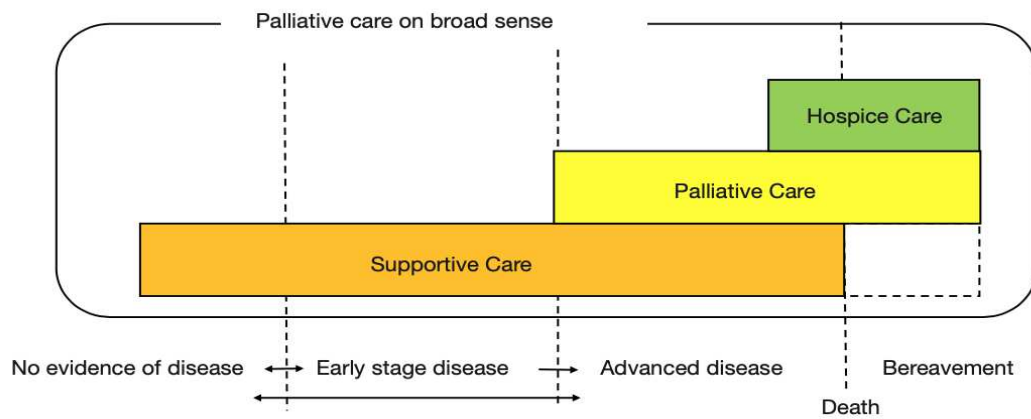 Palliative care on broad sense
Hospice Care
Palliative Care
Supportive Care
No evidence of disease
Early stage disease
Advanced disease
Bereavement
Death